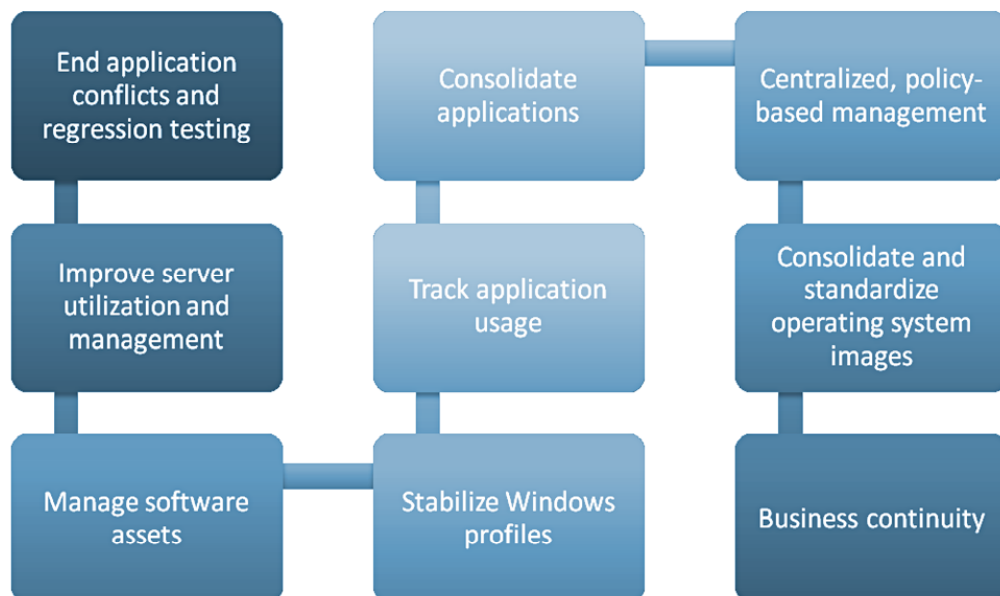 End application
conflicts and
regression testing
Improve server
utilization and
management
Manage software
assets
Stabilize Windows
profiles
Track application
usage
Consolidate
applications
Centralized, policy-
based management
Consolidate and
standardize
operating system
images
Business continuity